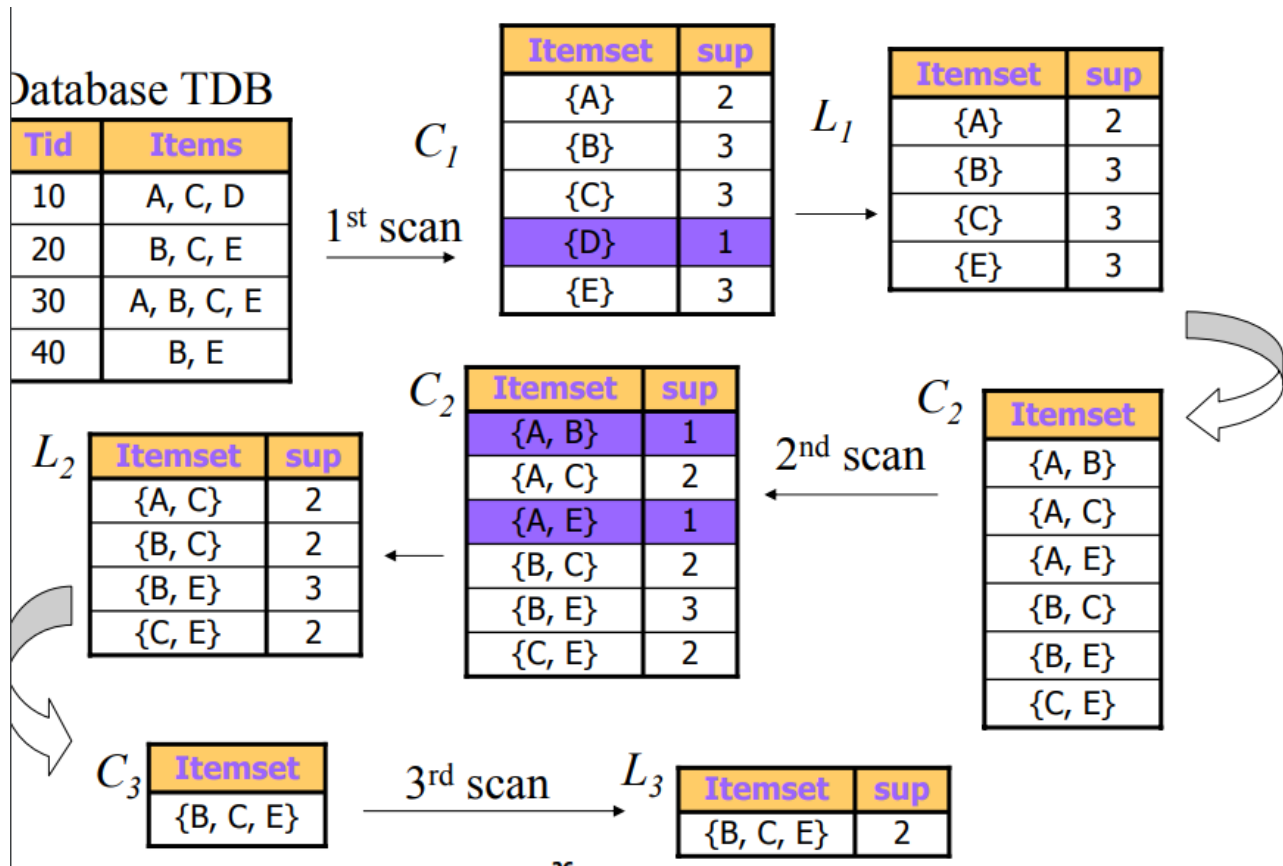 Database TDB
Tid Items
10 A, C, D
20 B, C, E
30 A, B, C, E
40 B, E
1st scan
C1
Itemset sup
{A} 2
{B} 3
{C} 3
{D} 1
{E} 3
L1
Itemset sup
{A} 2
{B} 3
{C} 3
{E} 3
C2
Itemset
{A, B}
{A, C}
{A, E}
{B, C}
{B, E}
{C, E}
2nd scan
C2
Itemset sup
{A, B} 1
{A, C} 2
{A, E} 1
{B, C} 2
{B, E} 3
{C, E} 2
L2
Itemset sup
{A, C} 2
{B, C} 2
{B, E} 3
{C, E} 2
C3
Itemset
{B, C, E}
3rd scan
L3
Itemset sup
{B, C, E} 2